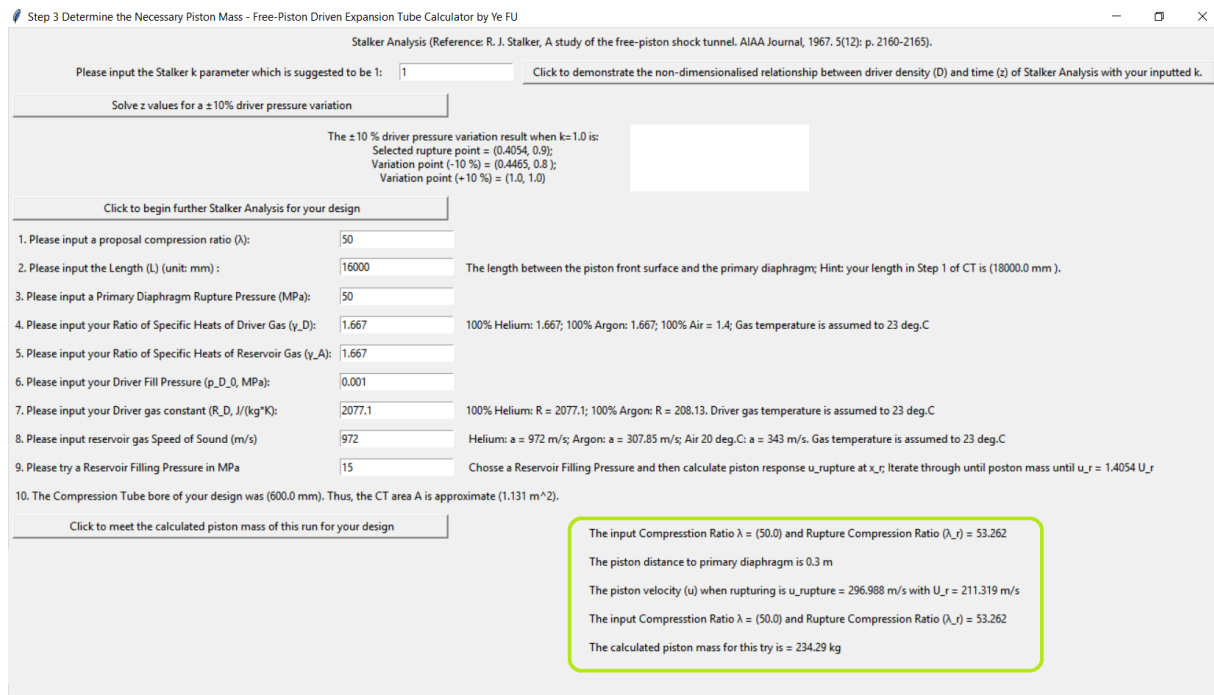 Step 3 Determine the Necessary Piston Mass - Free-Piston Driven Expansion Tube Calculator by Ye FU
Stalker Analysis (Reference: R. J. Stalker, A study of the free-piston shock tunnel. AIAA Journal, 1967. 5(12): p. 2160-2165).
Please input the Stalker k parameter which is suggested to be 1: 1 Click to demonstrate the non-dimensionalised relationship between driver density (D) and time (z) of Stalker Analysis with your inputted k.
Solve z values for a ±10% driver pressure variation
The ±10 % driver pressure variation result when k=1.0 is:
Selected rupture point = (0.4054, 0.9);
Variation point (-10 %) = (0.4465, 0.8 );
Variation point (+10 %) = (1.0, 1.0)
Click to begin further Stalker Analysis for your design
1. Please input a proposal compression ratio (λ): 50
2. Please input the Length (L) (unit: mm) : 16000 The length between the piston front surface and the primary diaphragm; Hint: your length in Step 1 of CT is (18000.0 mm ).
3. Please input a Primary Diaphragm Rupture Pressure (MPa): 50
4. Please input your Ratio of Specific Heats of Driver Gas (γ_D): 1.667 100% Helium: 1.667; 100% Argon: 1.667; 100% Air = 1.4; Gas temperature is assumed to 23 deg.C
5. Please input your Ratio of Specific Heats of Reservoir Gas (γ_A): 1.667
6. Please input your Driver Fill Pressure (p_D_0, MPa): 0.001
7. Please input your Driver gas constant (R_D, J/(kg*K): 2077.1 100% Helium: R = 2077.1; 100% Argon: R = 208.13. Driver gas temperature is assumed to 23 deg.C
8. Please input reservoir gas Speed of Sound (m/s) 972 Helium: a = 972 m/s; Argon: a = 307.85 m/s; Air 20 deg.C: a = 343 m/s. Gas temperature is assumed to 23 deg.C
9. Please try a Reservoir Filling Pressure in MPa 15 Chosse a Reservoir Filling Pressure and then calculate piston response u_rupture at x_r; Iterate through until poston mass until u_r = 1.4054 U_r
10. The Compression Tube bore of your design was (600.0 mm). Thus, the CT area A is approximate (1.131 m^2).
Click to meet the calculated piston mass of this run for your design
The input Compresstion Ratio λ = (50.0) and Rupture Compression Ratio (λ_r) = 53.262
The piston distance to primary diaphragm is 0.3 m
The piston velocity (u) when rupturing is u_rupture = 296.988 m/s with U_r = 211.319 m/s
The input Compresstion Ratio λ = (50.0) and Rupture Compression Ratio (λ_r) = 53.262
The calculated piston mass for this try is = 234.29 kg